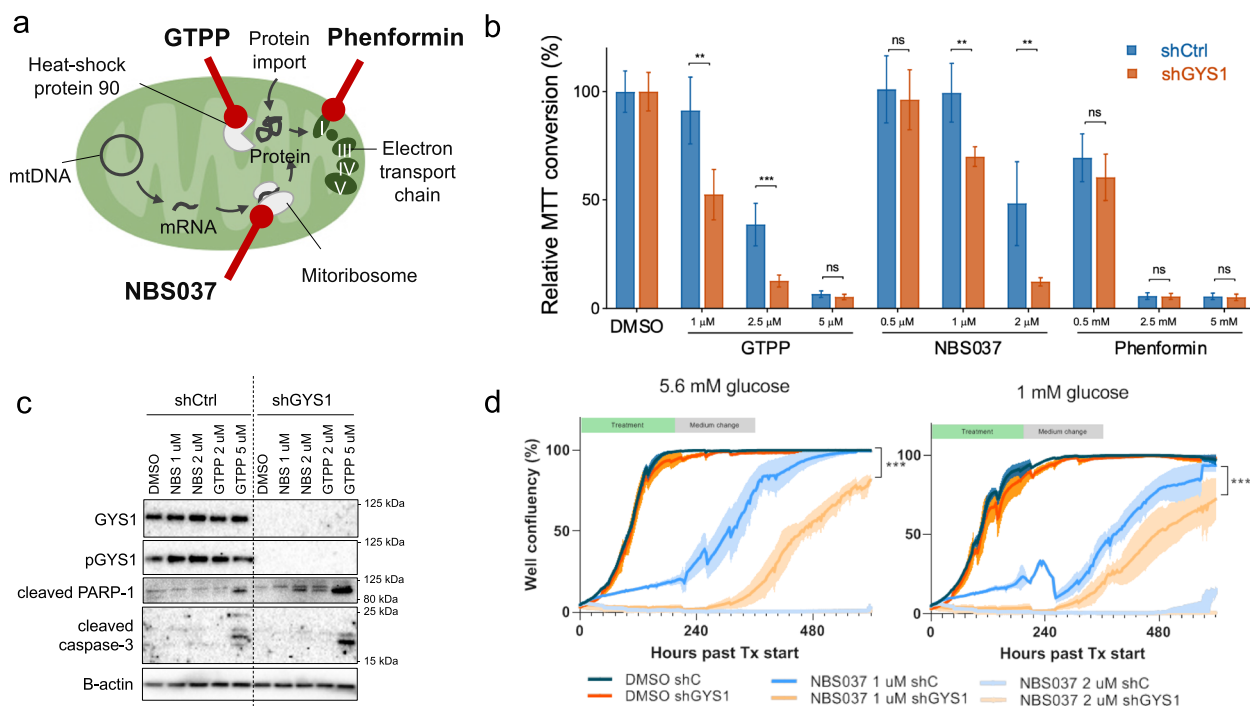 a
GTPP
Protein
import
Phenformin
Heat-shock
protein 90
I
III
IV
V
Protein
Electron
transport
chain
mtDNA
mRNA
Mitoribosome
NBS037
b
Relative MTT conversion (%)
100
50
0
** *** ns ns ** ** ns ns ns
shCtrl
shGYS1
DMSO
1 µM 2.5 µM 5 µM 0.5 µM 1 µM 2 µM 0.5 mM 2.5 mM 5 mM
GTPP NBS037 Phenformin
c
shCtrl shGYS1
DMSO
NBS 1 uM
NBS 2 uM
GTPP 2 uM
GTPP 5 uM
DMSO
NBS 1 uM
NBS 2 uM
GTPP 2 uM
GTPP 5 uM
GYS1
125 kDa
pGYS1
125 kDa
cleaved PARP-1
125 kDa
80 kDa
cleaved
caspase-3
25 kDa
15 kDa
B-actin
d
5.6 mM glucose
Treatment Medium change
Well confluency (%)
100
50
0
***
0 240 480
Hours past Tx start
1 mM glucose
Treatment Medium change
100
50
0
***
0 240 480
Hours past Tx start
DMSO shC NBS037 1 uM shC NBS037 2 uM shC
DMSO shGYS1 NBS037 1 uM shGYS1 NBS037 2 uM shGYS1